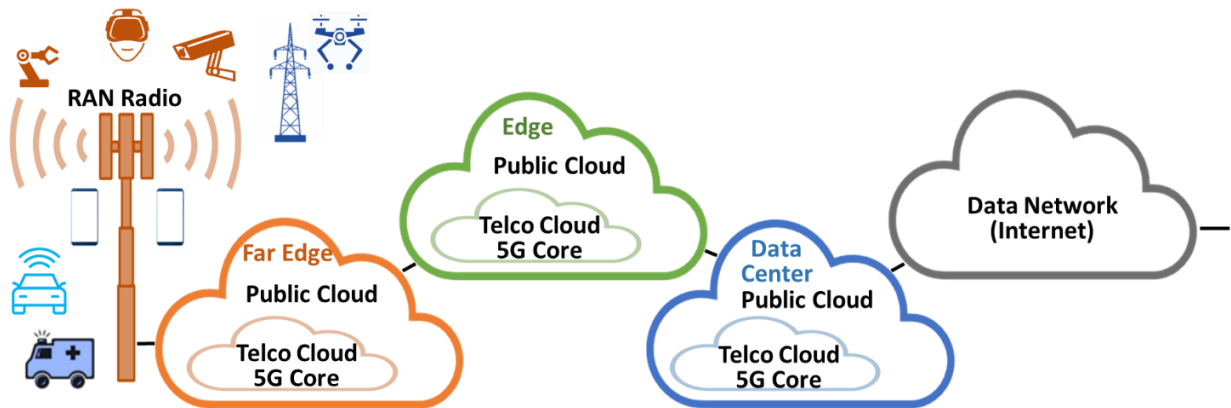 RAN Radio
Far Edge
Public Cloud
Telco Cloud
5G Core
Edge
Public Cloud
Telco Cloud
5G Core
Data
Center
Public Cloud
Telco Cloud
5G Core
Data Network
(Internet)